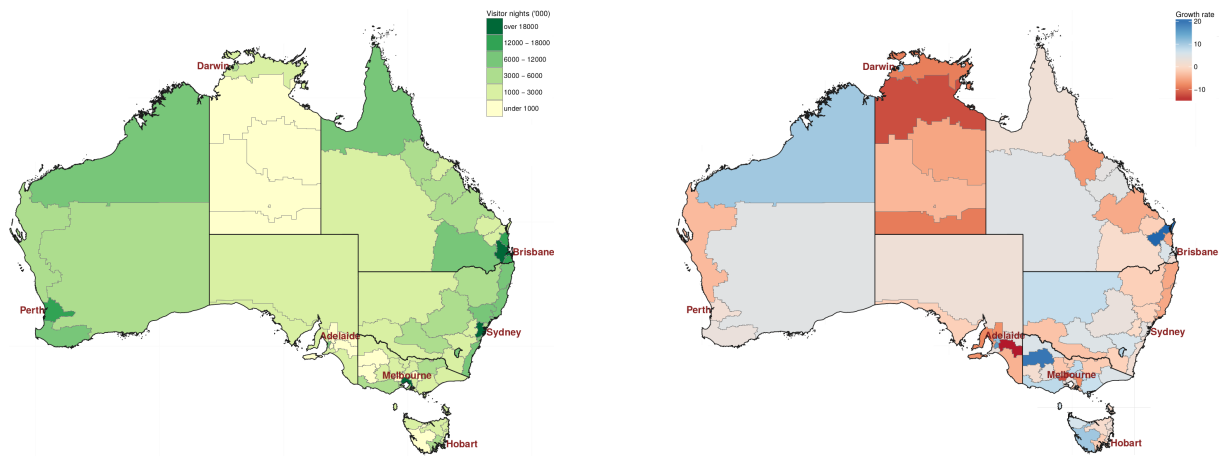 Visitor nights ('000)
over 18000
12000 − 18000
6000 − 12000
3000 − 6000
1000 − 3000
under 1000
Darwin
Brisbane
Perth
Sydney
Adelaide
Melbourne
Hobart
Growth rate
20
10
0
−10
Darwin
Brisbane
Perth
Sydney
Adelaide
Melbourne
Hobart